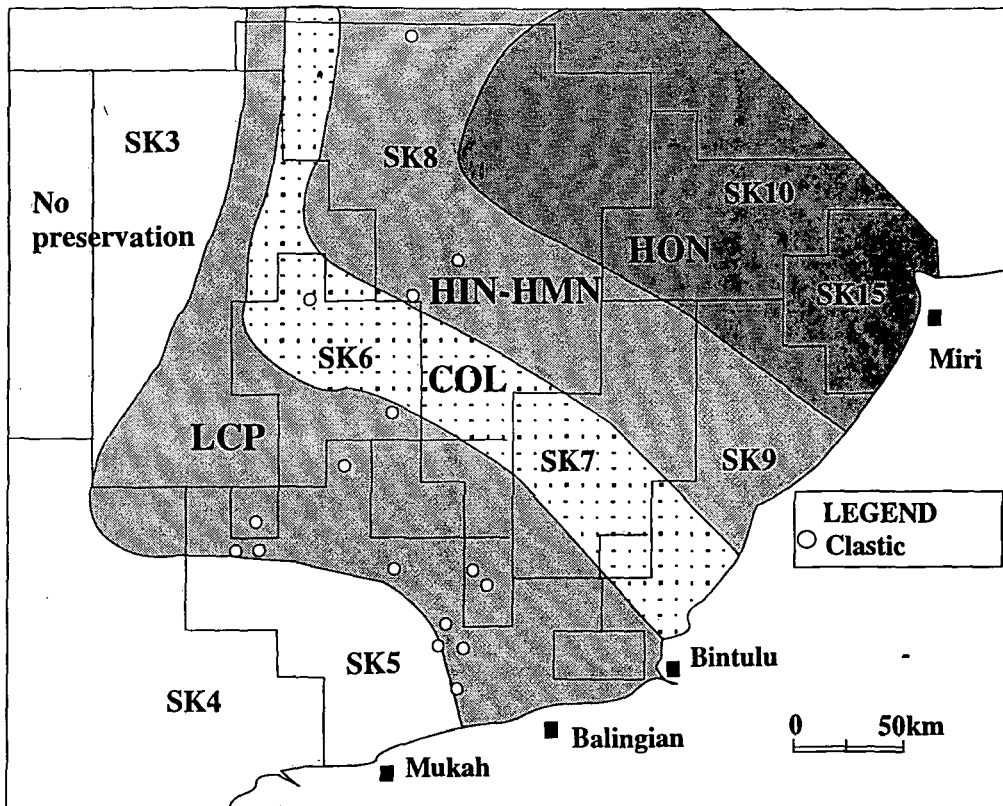 SK3
SK8
No
preservation
SK10
HON
HIN-HMN
SK15
SK6
COL
Miri
LCP
SK7
SK9
LEGEND
Clastic
SK5
Bintulu
SK4
0 50km
Balingian
Mukah